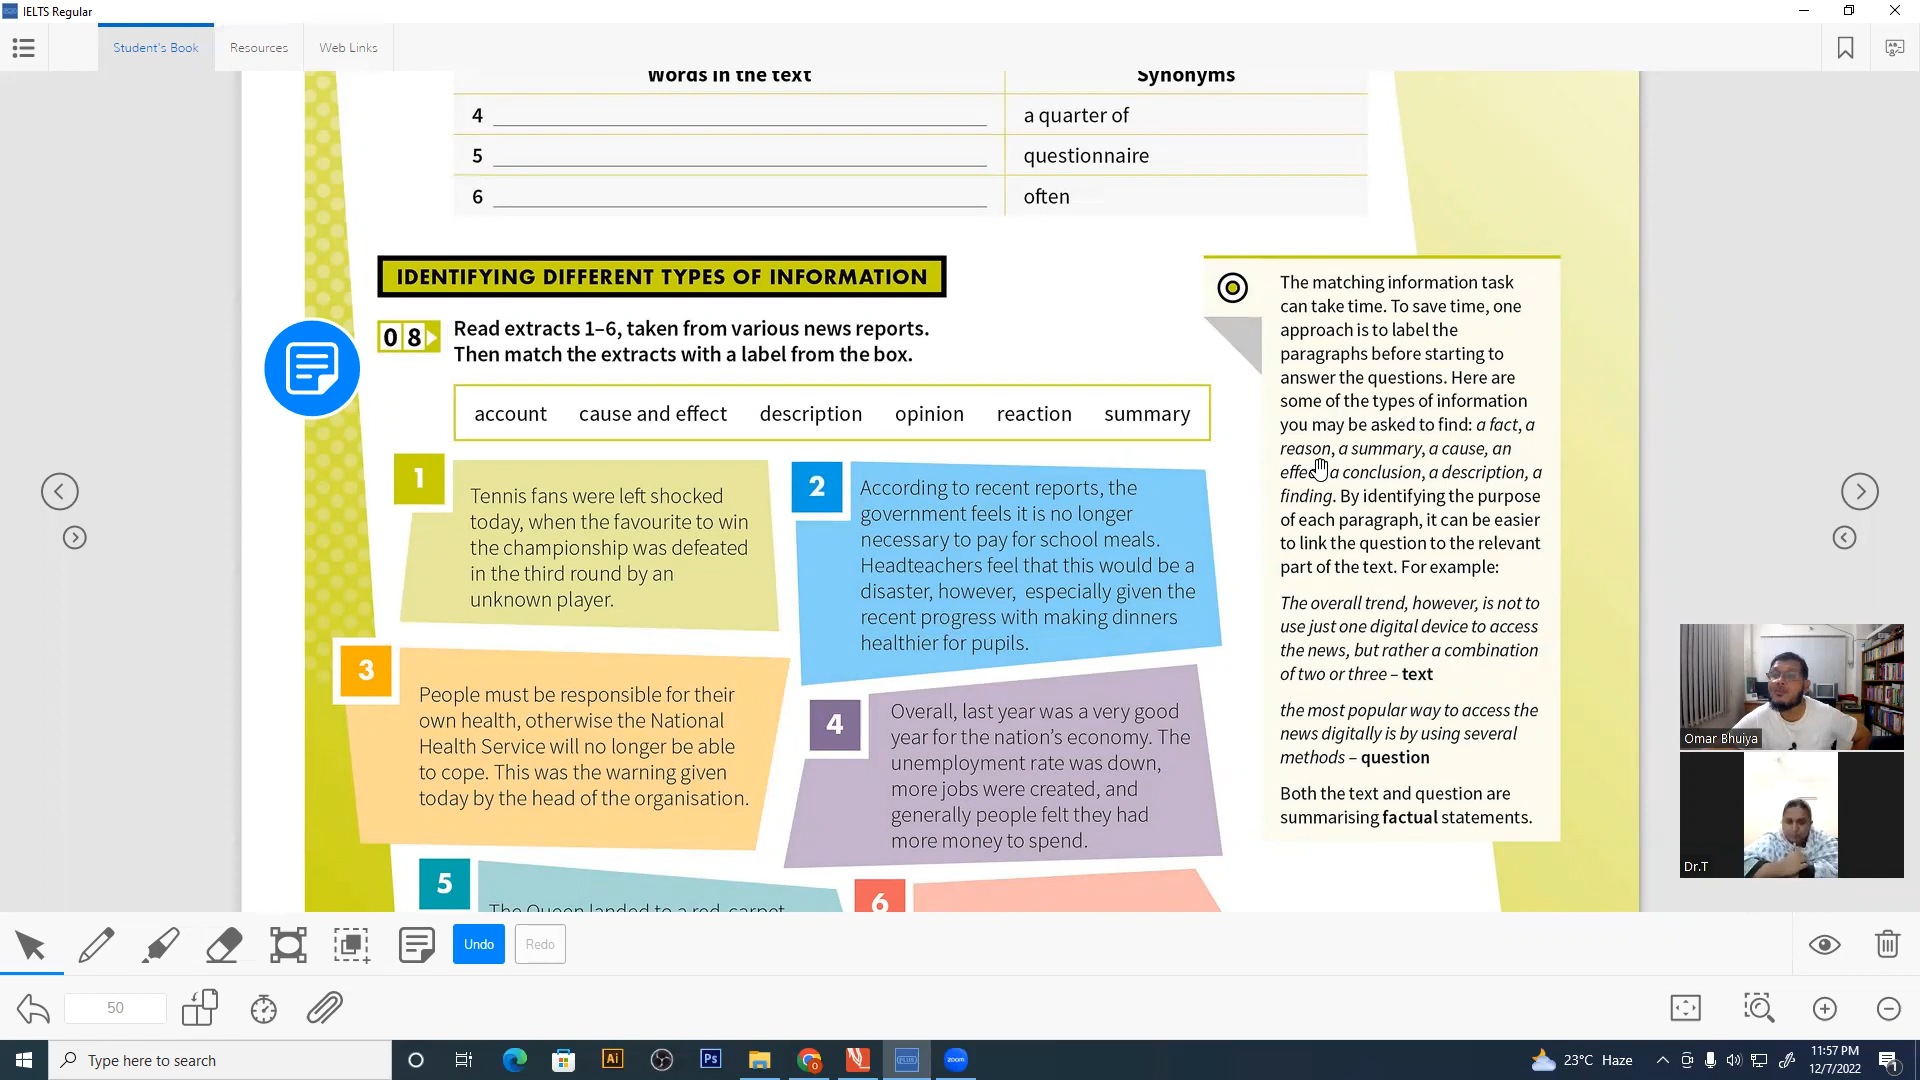 IELTS Regular
Student's Book
Resources
Web Links
Words in the text
Synonyms
4
a quarter of
5
questionnaire
6
often
IDENTIFYING DIFFERENT TYPES OF INFORMATION
08
Read extracts 1–6, taken from various news reports.
Then match the extracts with a label from the box.
account cause and effect description opinion reaction summary
1
Tennis fans were left shocked
today, when the favourite to win
the championship was defeated
in the third round by an
unknown player.
2
According to recent reports, the
government feels it is no longer
necessary to pay for school meals.
Headteachers feel that this would be a
disaster, however, especially given the
recent progress with making dinners
healthier for pupils.
3
People must be responsible for their
own health, otherwise the National
Health Service will no longer be able
to cope. This was the warning given
today by the head of the organisation.
4
Overall, last year was a very good
year for the nation's economy. The
unemployment rate was down,
more jobs were created, and
generally people felt they had
more money to spend.
5
The Queen landed to a red-carpet
6
The matching information task
can take time. To save time, one
approach is to label the
paragraphs before starting to
answer the questions. Here are
some of the types of information
you may be asked to find: a fact, a
reason, a summary, a cause, an
effect, a conclusion, a description, a
finding. By identifying the purpose
of each paragraph, it can be easier
to link the question to the relevant
part of the text. For example:
The overall trend, however, is not to
use just one digital device to access
the news, but rather a combination
of two or three – text
the most popular way to access the
news digitally is by using several
methods – question
Both the text and question are
summarising factual statements.
Omar Bhuiya
Dr.T
Undo
Redo
50
Type here to search
Ai
Ps
zoom
23°C Haze
11:57 PM
12/7/2022
1